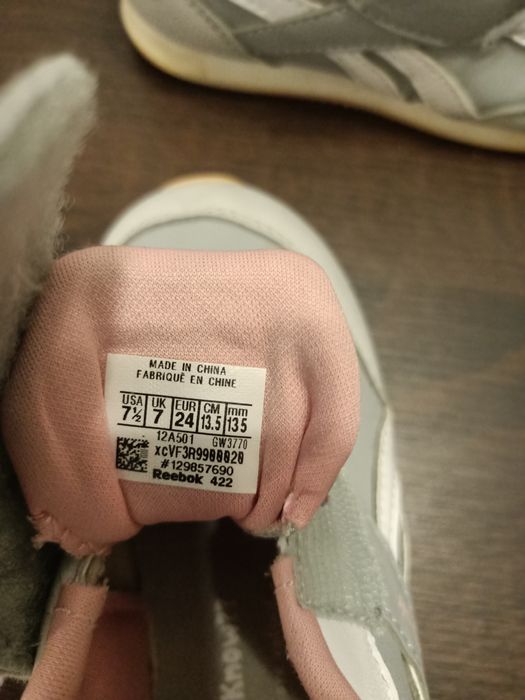 MADE IN CHINA
FABRIQUÉ EN CHINE
USA UK EUR CM mm
7½ 7 24 13.5 135
12A501 GW3770
xcVF3R9900020
#129857690
Reebok 422
Know